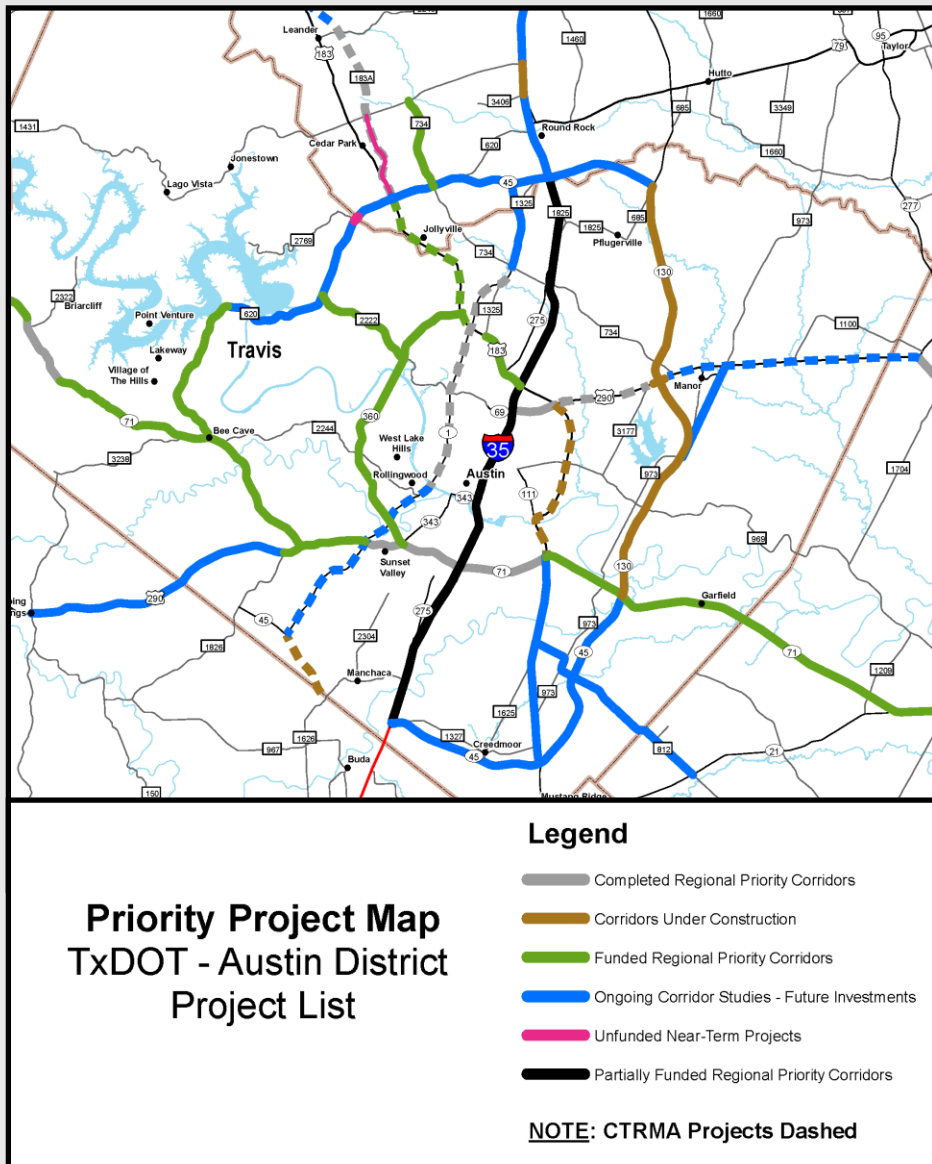 2243
1660
Leander
1460
95
183
79
Taylor
183A
Hutto
3406
685
3349
734
1431
Round Rock
Cedar Park
620
Jonestown
1660
Lago Vista
45
1325
277
1825
1825
685
973
Jollyville
Pflugerville
2769
734
130
2322
Briarcliff
1325
275
Point Venture
620
2222
734
1100
Travis
183
Lakeway
Village of
The Hills
Manor
290
360
69
71
1
Bee Cave
2244
35
3177
West Lake
Hills
3238
Rollingwood
Austin
973
1704
111
343
343
969
Sunset
Valley
71
130
ping
ngs
290
Garfield
45
275
973
1826
2304
45
71
1209
Manchaca
973
1625
1626
1327
812
967
Creedmoor
21
45
Buda
150
Mustang Ridge
Legend
Completed Regional Priority Corridors
Priority Project Map
TxDOT - Austin District
Project List
Corridors Under Construction
Funded Regional Priority Corridors
Ongoing Corridor Studies - Future Investments
Unfunded Near-Term Projects
Partially Funded Regional Priority Corridors
NOTE: CTRMA Projects Dashed